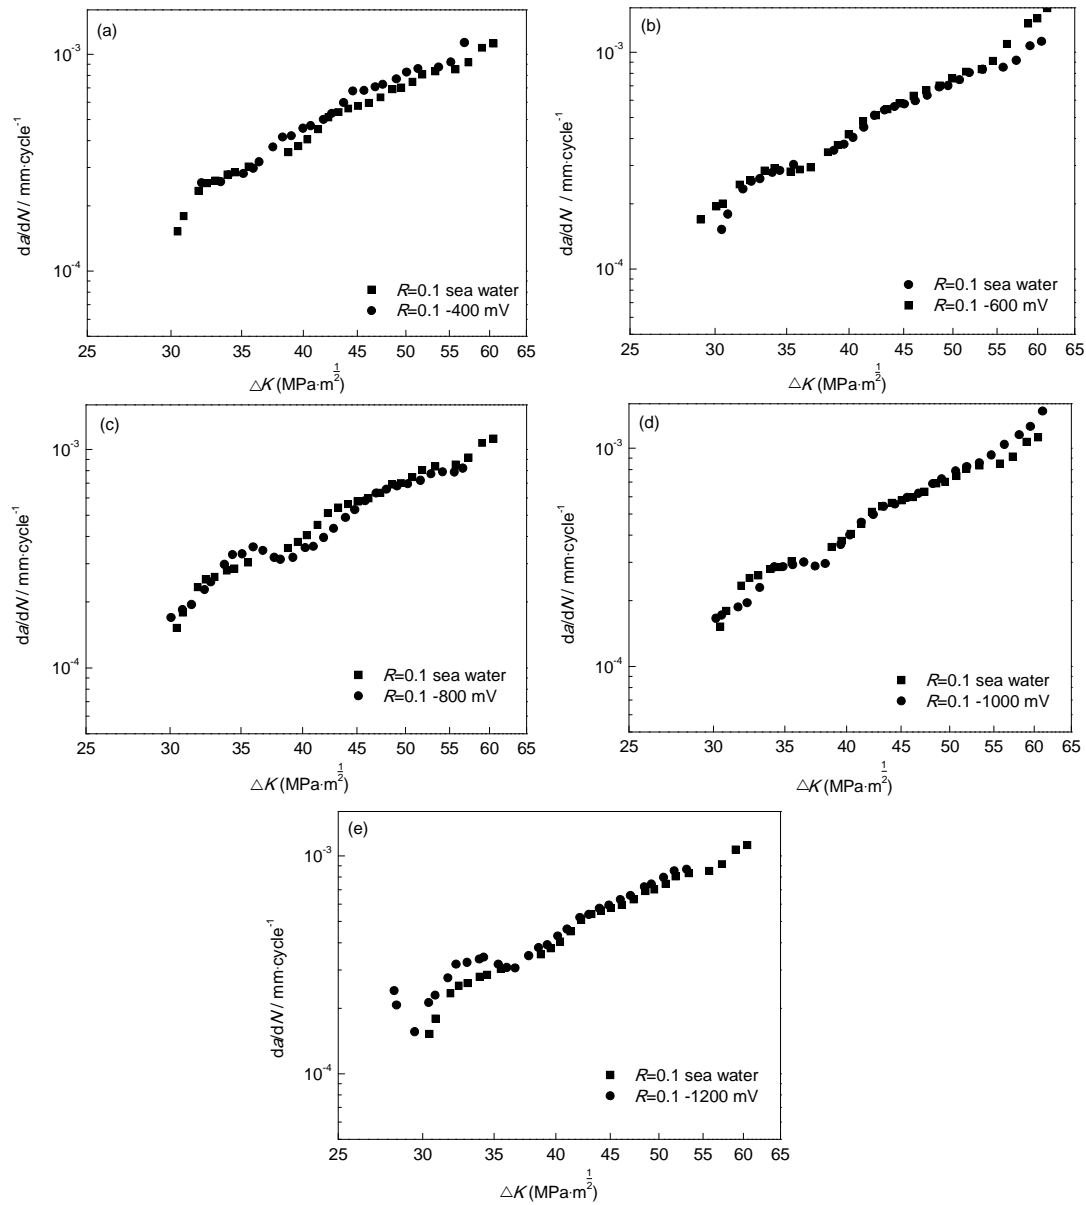 (a)
10-3
10-4
da/dN / mm·cycle-1
■ R=0.1 sea water
● R=0.1 -400 mV
25 30 35 40 45 50 55 60 65
△K (MPa·m1/2)
(b)
10-3
10-4
da/dN / mm·cycle-1
● R=0.1 sea water
■ R=0.1 -600 mV
25 30 35 40 45 50 55 60 65
△K (MPa·m1/2)
(c)
10-3
10-4
da/dN / mm·cycle-1
■ R=0.1 sea water
● R=0.1 -800 mV
25 30 35 40 45 50 55 60 65
△K (MPa·m1/2)
(d)
10-3
10-4
da/dN / mm·cycle-1
■ R=0.1 sea water
● R=0.1 -1000 mV
25 30 35 40 45 50 55 60 65
△K (MPa·m1/2)
(e)
10-3
10-4
da/dN / mm·cycle-1
■ R=0.1 sea water
● R=0.1 -1200 mV
25 30 35 40 45 50 55 60 65
△K (MPa·m1/2)